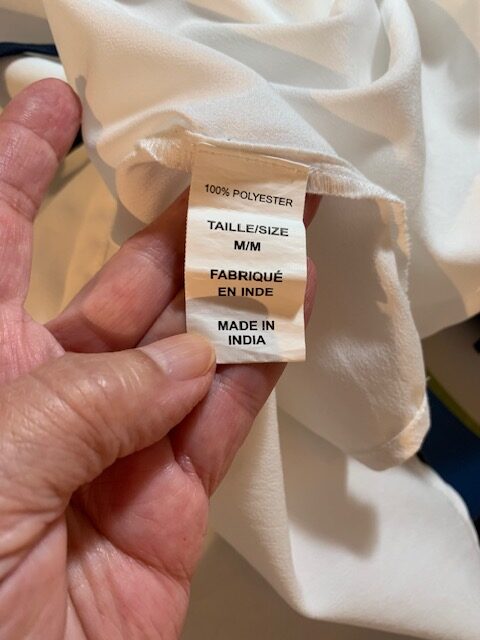 100% POLYESTER
TAILLE/SIZE
M/M
FABRIQUÉ
EN INDE
MADE IN
INDIA